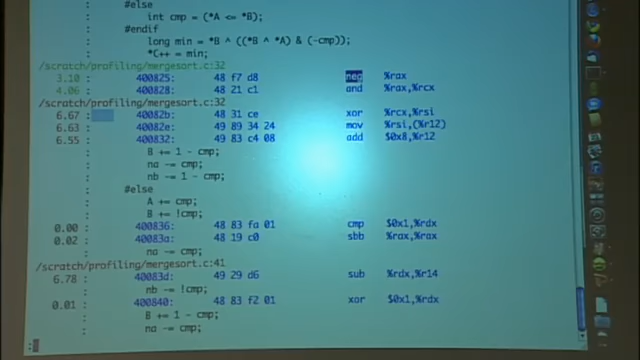 #else
int cmp = (*A <= *B);
#endif
long min = *B ^ ((*B ^ *A) & (-cmp));
*C++ = min;
/scratch/profiling/mergesort.c:32
3.10 : 400825: 48 f7 d8 neg %rax
4.06 : 400828: 48 21 c1 and %rax,%rcx
/scratch/profiling/mergesort.c:32
6.67 : 40082b: 48 31 ce xor %rcx,%rsi
6.63 : 40082e: 49 89 34 24 mov %rsi,(%r12)
6.55 : 400832: 49 83 c4 08 add $0x8,%r12
B += 1 - cmp;
na -= cmp;
nb -= 1 - cmp;
#else
A += cmp;
B += !cmp;
0.00 : 400836: 48 83 fa 01 cmp $0x1,%rdx
0.02 : 40083a: 48 19 c0 sbb %rax,%rax
na -= cmp;
/scratch/profiling/mergesort.c:41
6.78 : 40083d: 49 29 d6 sub %rdx,%r14
nb -= !cmp;
0.01 : 400840: 48 83 f2 01 xor $0x1,%rdx
B += 1 - cmp;
na -= cmp;
: